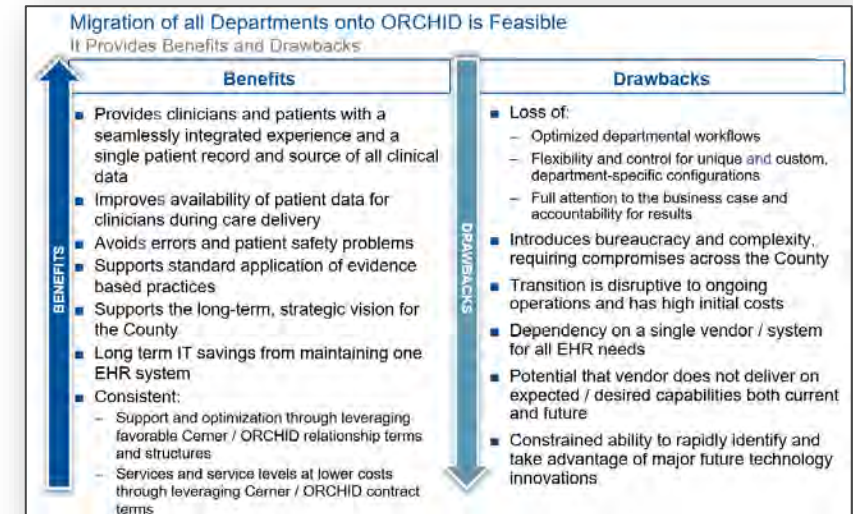 Migration of all Departments onto ORCHID is Feasible
It Provides Benefits and Drawbacks
BENEFITS
Benefits
Provides clinicians and patients with a
seamlessly integrated experience and a
single patient record and source of all clinical
data
Improves availability of patient data for
clinicians during care delivery
Avoids errors and patient safety problems
Supports standard application of evidence
based practices
Supports the long-term, strategic vision for
the County
Long term IT savings from maintaining one
EHR system
Consistent:
– Support and optimization through leveraging
favorable Cerner / ORCHID relationship terms
and structures
– Services and service levels at lower costs
through leveraging Cerner / ORCHID contract
terms
DRAWBACKS
Drawbacks
Loss of:
– Optimized departmental workflows
– Flexibility and control for unique and custom,
department-specific configurations
– Full attention to the business case and
accountability for results
Introduces bureaucracy and complexity,
requiring compromises across the County
Transition is disruptive to ongoing
operations and has high initial costs
Dependency on a single vendor / system
for all EHR needs
Potential that vendor does not deliver on
expected / desired capabilities both current
and future
Constrained ability to rapidly identify and
take advantage of major future technology
innovations